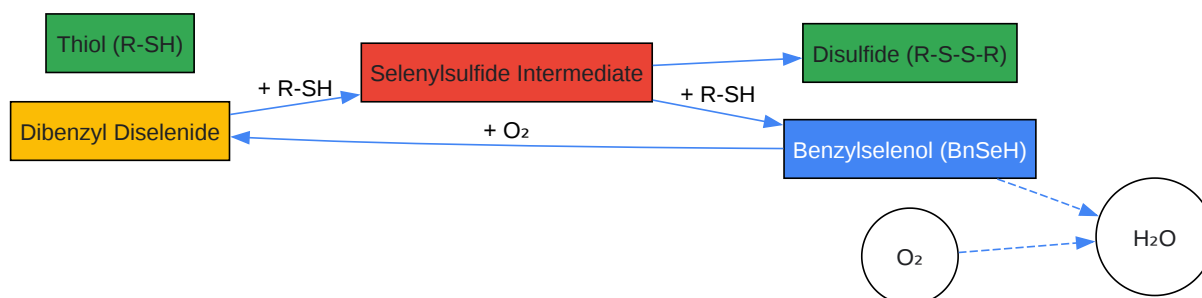 Thiol (R-SH)
Selenylsulfide Intermediate
Disulfide (R-S-S-R)
+ R-SH
+ R-SH
Dibenzyl Diselenide
+ O₂
Benzylselenol (BnSeH)
O₂
H₂O